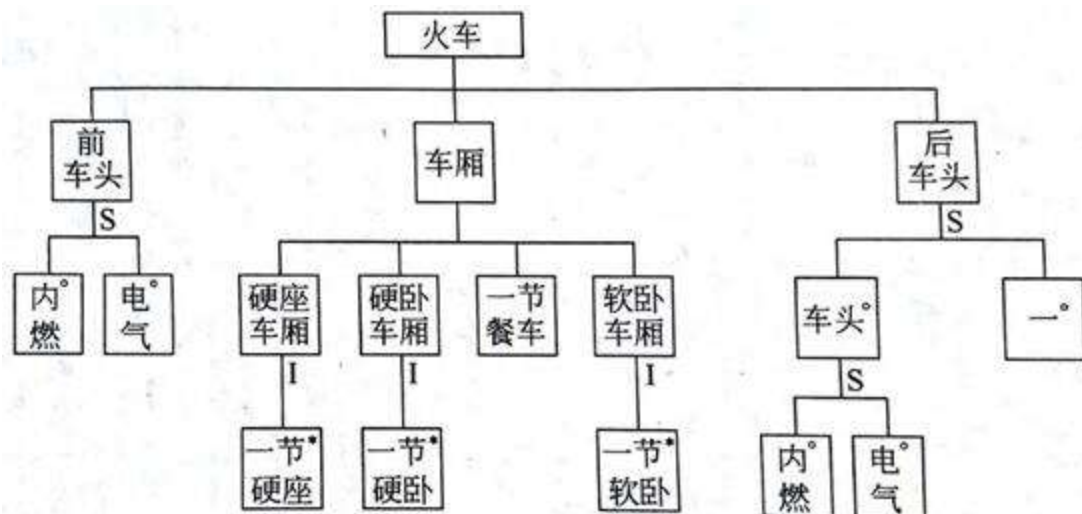 火车
前
车头
车厢
后
车头
S
S
内°
燃
电°
气
硬座
车厢
硬卧
车厢
一节
餐车
软卧
车厢
车头°
一°
I
I
I
S
一节*
硬座
一节*
硬卧
一节*
软卧
内°
燃
电°
气